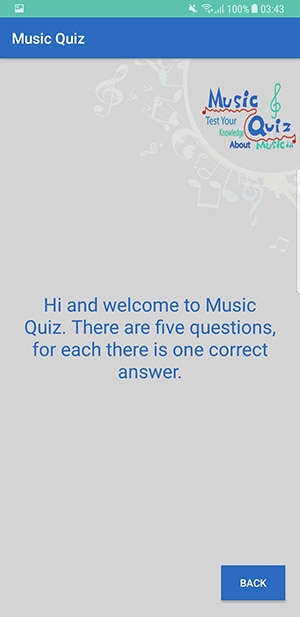 100% 03:43
Music Quiz
Music
Test Your
Knowledge
Quiz
About Music
Hi and welcome to Music
Quiz. There are five questions,
for each there is one correct
answer.
BACK